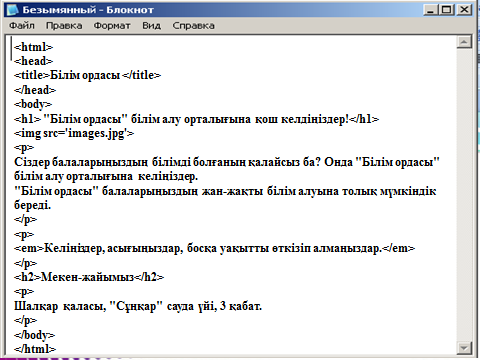 Безымянный - Блокнот
Файл Правка Формат Вид Справка
<html>
<head>
<title>Білім ордасы </title>
</head>
<body>
<h1> "Білім ордасы" білім алу орталығына қош келдіңіздер!</h1>
<img src='images.jpg'>
<p>
Сіздер балаларыңыздың білімді болғаның қалайсыз ба? Онда "Білім ордасы"
білім алу орталығына келіңіздер.
"Білім ордасы" балаларыңыздың жан-жақты білім алуына толық мүмкіндік
береді.
</p>
<p>
<em>Келіңіздер, асығыңыздар, босқа уақытты өткізіп алмаңыздар.</em>
</p>
<h2>Мекен-жайымыз</h2>
<p>
Шалқар қаласы, "Сұңқар" сауда үйі, 3 қабат.
</p>
</body>
</html>